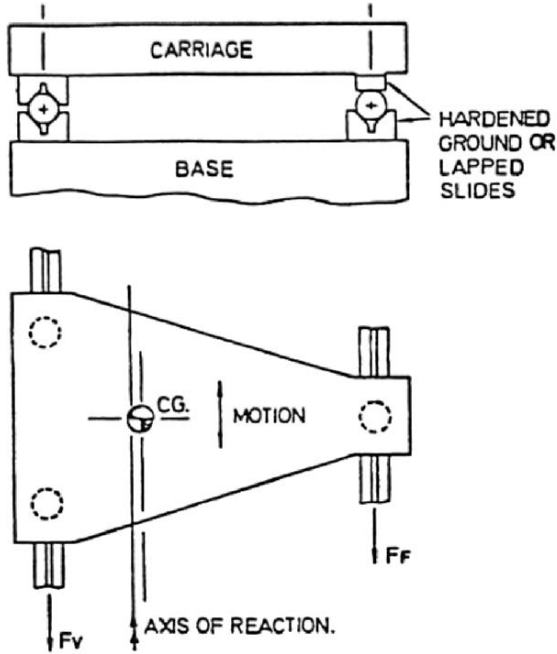 CARRIAGE
HARDENED
GROUND OR
LAPPED
SLIDES
BASE
CG.
MOTION
FF
AXIS OF REACTION.
FV